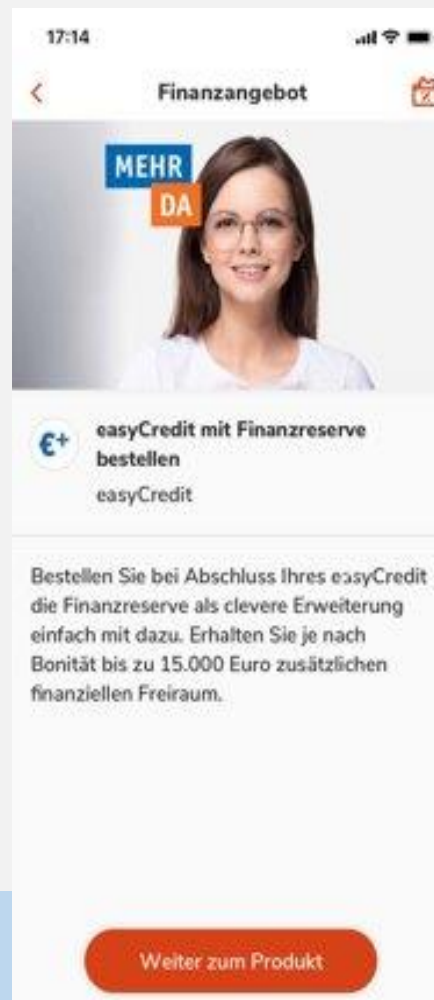 17:14
Finanzangebot
MEHR
DA
€+
easyCredit mit Finanzreserve
bestellen
easyCredit
Bestellen Sie bei Abschluss Ihres easyCredit
die Finanzreserve als clevere Erweiterung
einfach mit dazu. Erhalten Sie je nach
Bonität bis zu 15.000 Euro zusätzlichen
finanziellen Freiraum.
Weiter zum Produkt